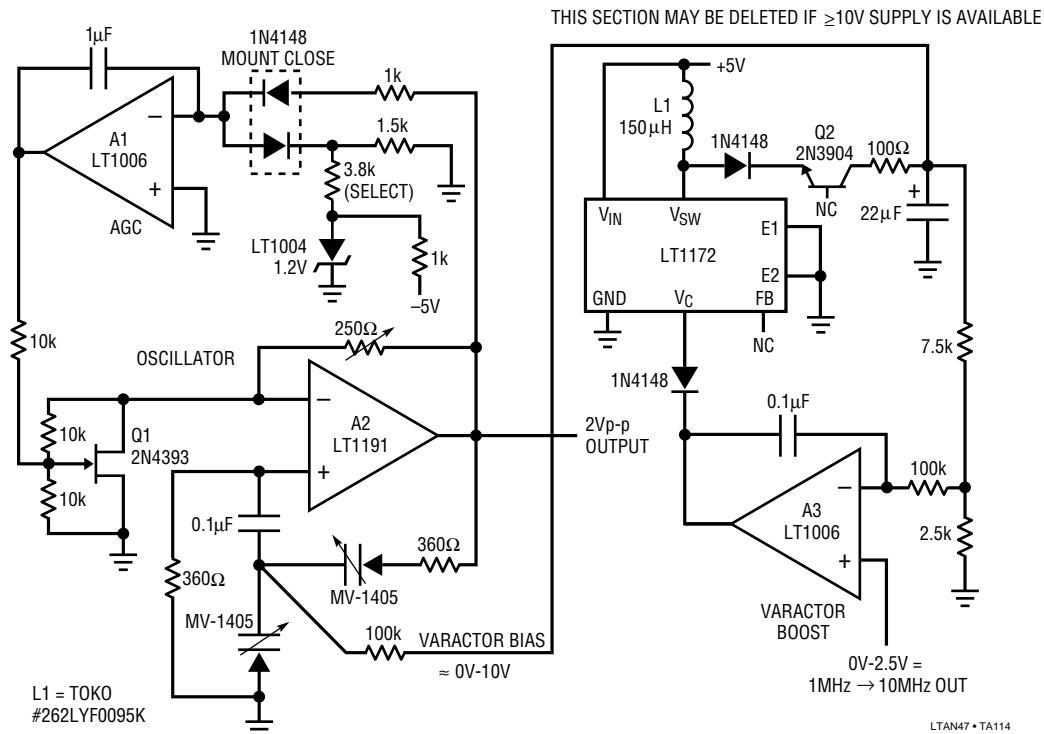 THIS SECTION MAY BE DELETED IF ≥10V SUPPLY IS AVAILABLE
1µF
1N4148
MOUNT CLOSE
1k
A1
LT1006
AGC
1.5k
3.8k
(SELECT)
LT1004
1.2V
1k
–5V
+5V
L1
150µH
1N4148
Q2
2N3904
100Ω
NC
22µF
+
VIN
VSW
E1
LT1172
E2
GND
VC
FB
NC
10k
OSCILLATOR
250Ω
7.5k
1N4148
0.1µF
10k
Q1
2N4393
10k
A2
LT1191
2Vp-p
OUTPUT
100k
A3
LT1006
2.5k
0.1µF
360Ω
360Ω
MV-1405
MV-1405
100k
VARACTOR BIAS
≈ 0V-10V
VARACTOR
BOOST
0V-2.5V =
1MHz → 10MHz OUT
L1 = TOKO
#262LYF0095K
LTAN47 • TA114